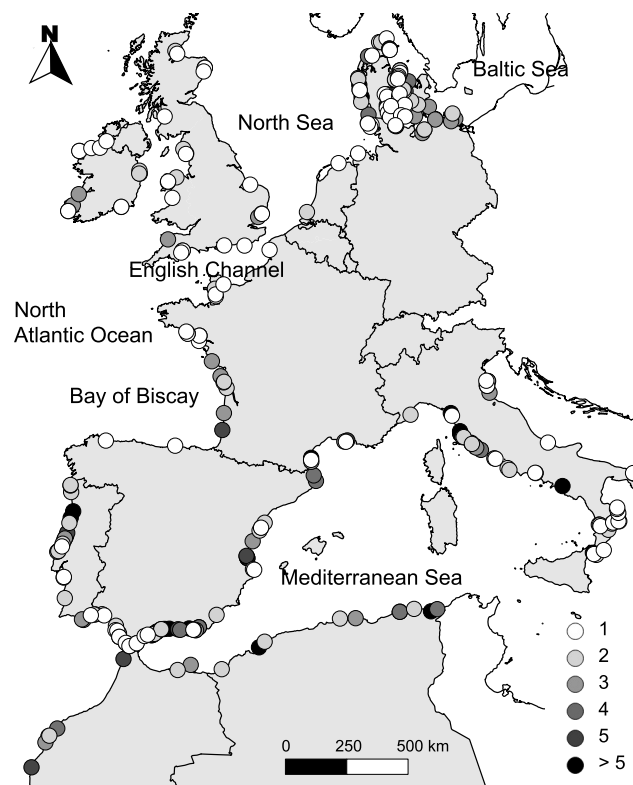 N
Baltic Sea
North Sea
English Channel
North
Atlantic Ocean
Bay of Biscay
Mediterranean Sea
1
2
3
4
5
> 5
0 250 500 km